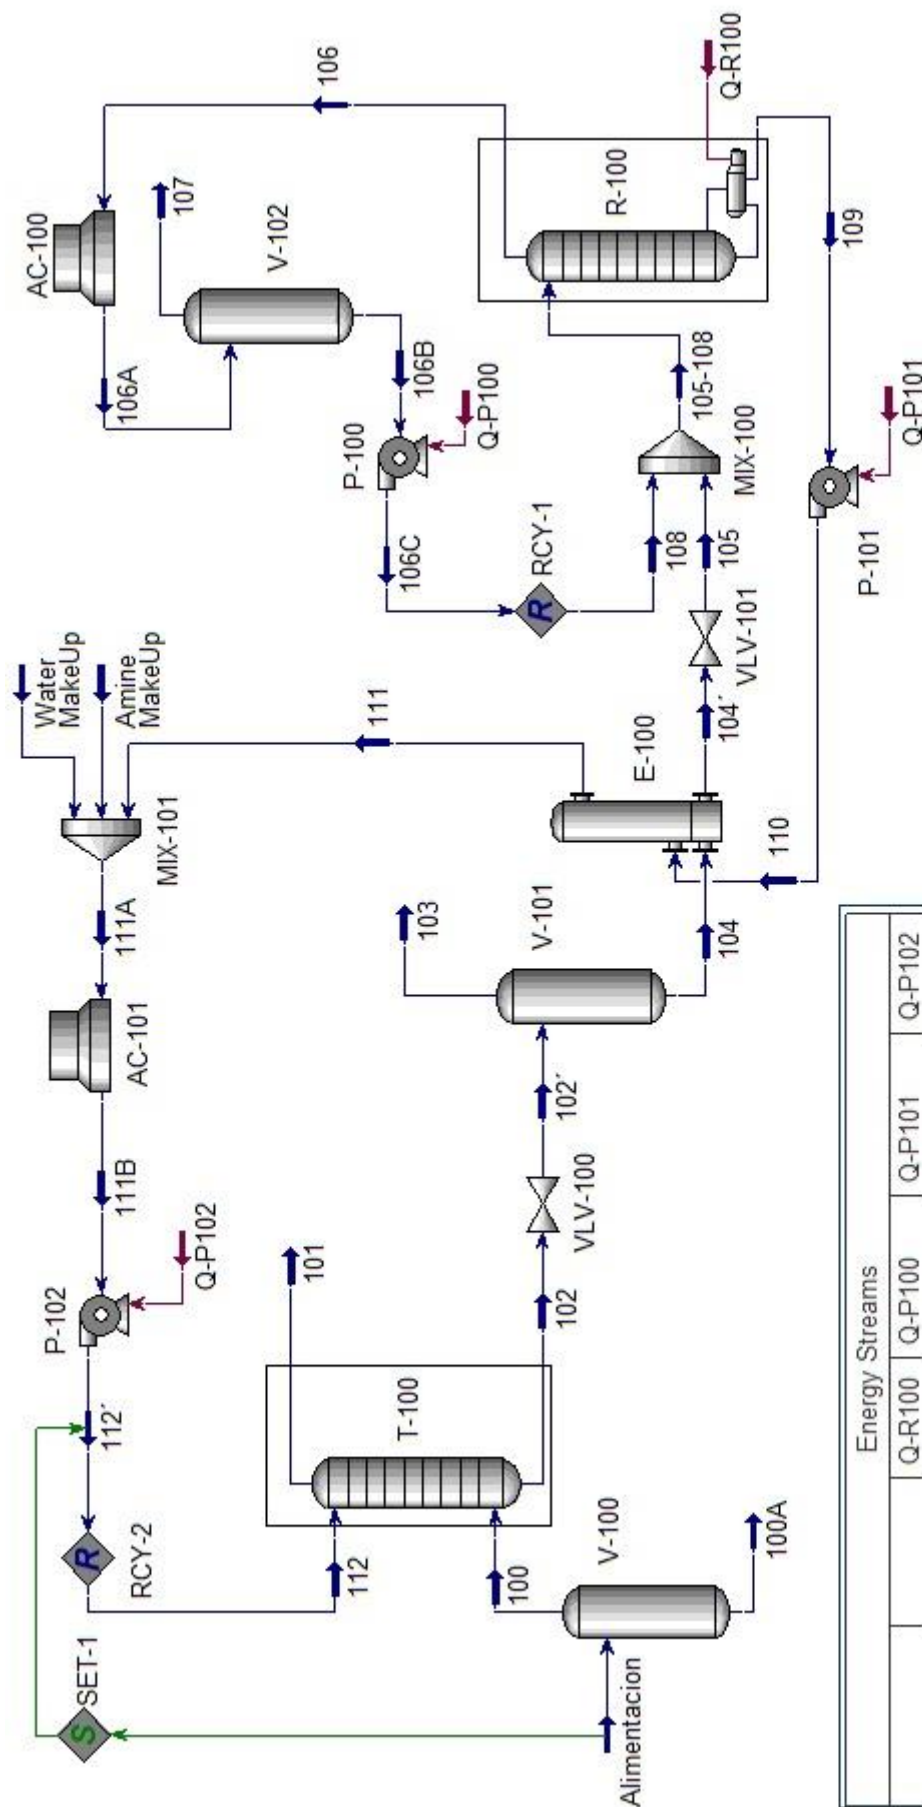 SET-1
S
RCY-2
R
112
112´
P-102
Q-P102
111B
AC-101
111A
MIX-101
Water
MakeUp
Amine
MakeUp
111
Alimentacion
V-100
100
100A
T-100
101
102
VLV-100
102´
V-101
103
104
E-100
110
104´
VLV-101
105
RCY-1
R
108
MIX-100
105-108
106C
P-100
Q-P100
106B
V-102
107
106A
AC-100
106
R-100
Q-R100
109
P-101
Q-P101
Energy Streams
Q-R100 Q-P100 Q-P101 Q-P102